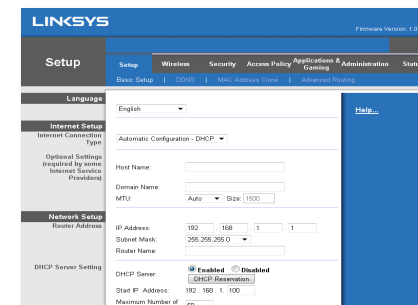 LINKSYS
Firmware Version: 1.0
Setup
Setup Wireless Security Access Policy Applications & Gaming Administration Statu
Basic Setup | DDNS | MAC Address Clone | Advanced Routing
Language
English
Help...
Internet Setup
Internet Connection Type
Automatic Configuration - DHCP
Optional Settings
(required by some
Internet Service
Providers)
Host Name:
Domain Name:
MTU: Auto Size: 1500
Network Setup
Router Address
IP Address: 192 . 168 . 1 . 1
Subnet Mask: 255.255.255.0
Router Name:
DHCP Server Setting
DHCP Server: Enabled Disabled
DHCP Reservation
Start IP Address: 192 . 168 . 1. 100
Maximum Number of 50